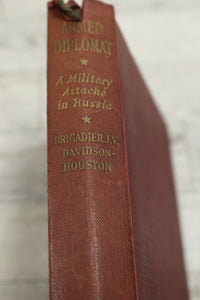 ARMED
DIPLOMAT
A Military
Attaché
in Russia
BRIGADIER J.V.
DAVIDSON-
HOUSTON